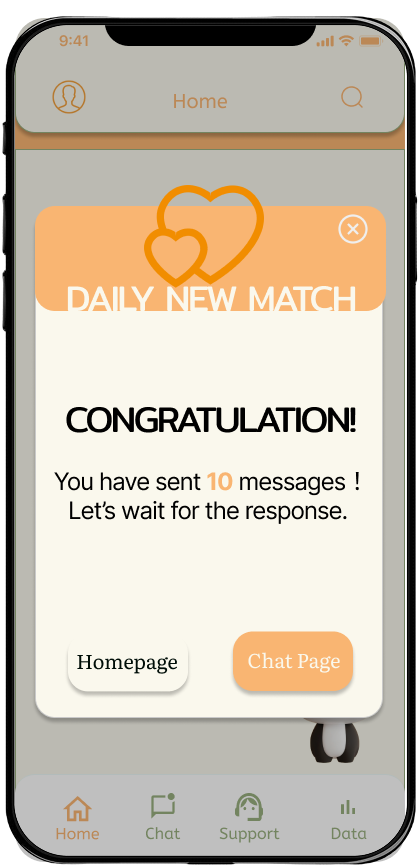 9:41
Home
DAILY NEW MATCH
CONGRATULATION!
You have sent 10 messages！
Let's wait for the response.
Homepage
Chat Page
Home
Chat
Support
Data